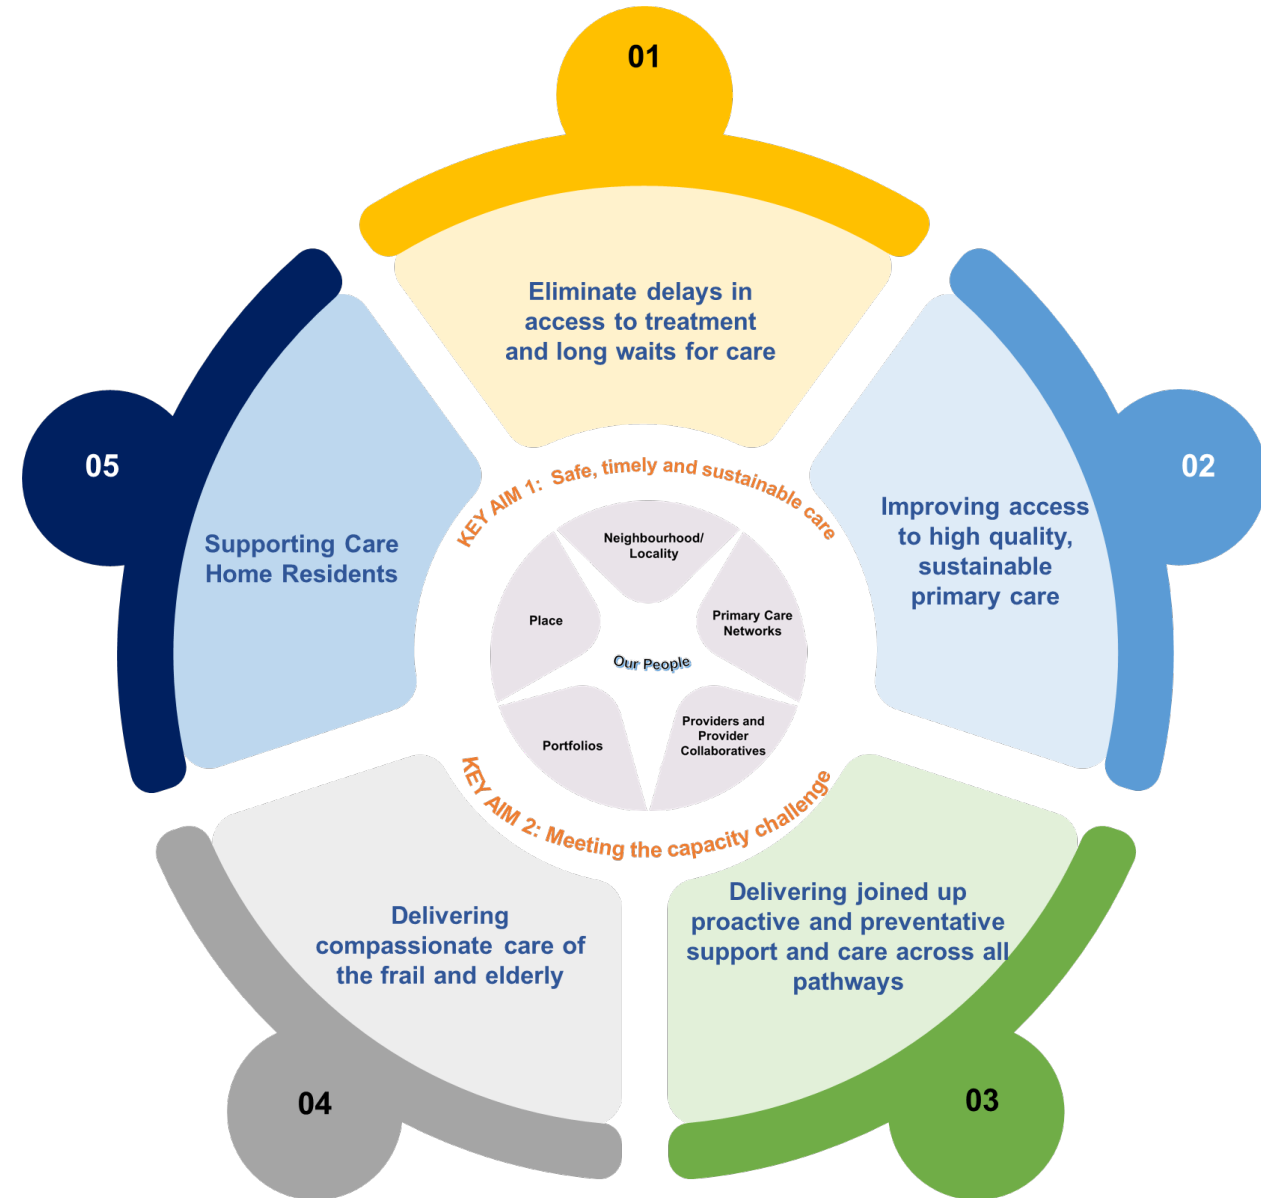 01
Eliminate delays in
access to treatment
and long waits for care
02
Improving access
to high quality,
sustainable
primary care
03
Delivering joined up
proactive and preventative
support and care across all
pathways
04
Delivering
compassionate care of
the frail and elderly
05
Supporting Care
Home Residents
KEY AIM 1: Safe, timely and sustainable care
Neighbourhood/
Locality
Primary Care
Networks
Providers and
Provider
Collaboratives
Portfolios
Place
Our People
KEY AIM 2: Meeting the capacity challenge